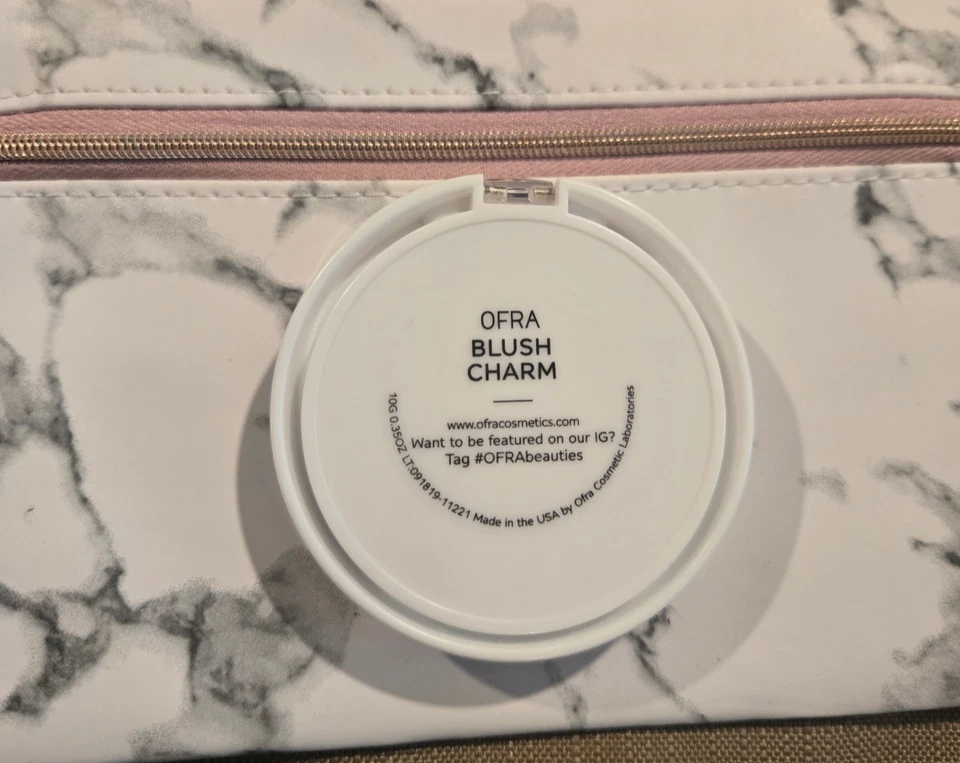 OFRA
BLUSH
CHARM
www.ofracosmetics.com
Want to be featured on our IG?
Tag #OFRAbeauties
10G 0.35OZ LT:091819-11221 Made in the USA by Ofra Cosmetic Laboratories